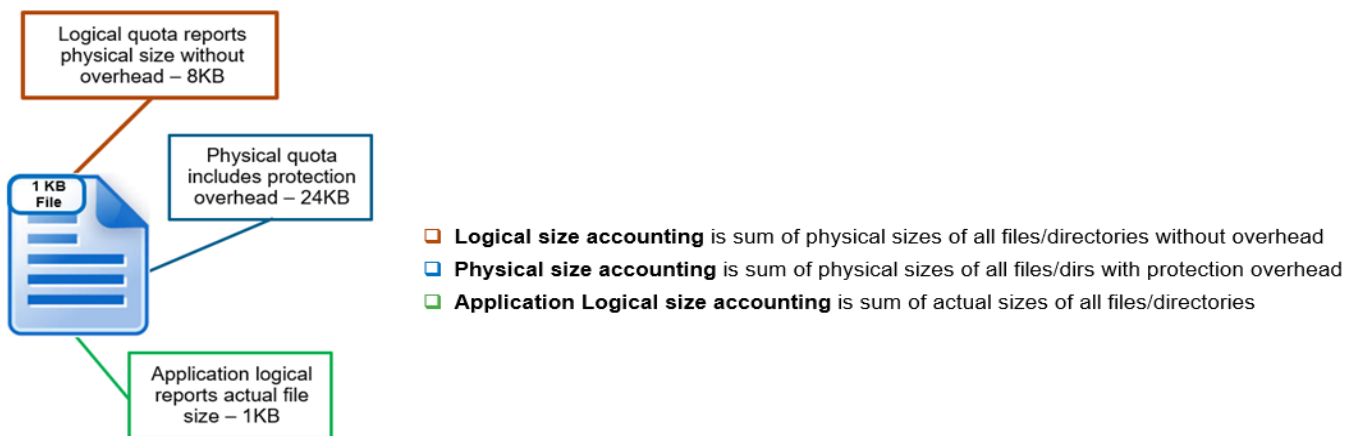 Logical quota reports
physical size without
overhead – 8KB
Physical quota
includes protection
overhead – 24KB
1 KB
File
Logical size accounting is sum of physical sizes of all files/directories without overhead
Physical size accounting is sum of physical sizes of all files/dirs with protection overhead
Application Logical size accounting is sum of actual sizes of all files/directories
Application logical
reports actual file
size – 1KB